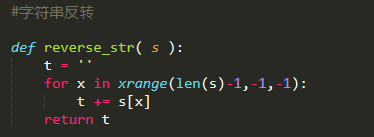 #字符串反转
def reverse_str( s ):
    t = ''
    for x in xrange(len(s)-1,-1,-1):
        t += s[x]
    return t